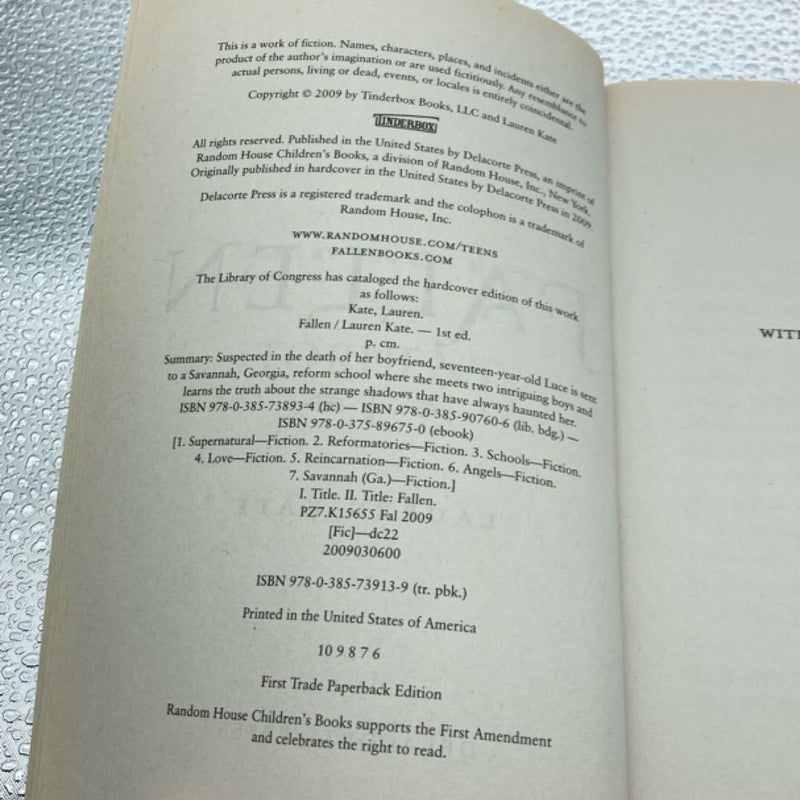 This is a work of fiction. Names, characters, places, and incidents either are the
product of the author's imagination or are used fictitiously. Any resemblance to
actual persons, living or dead, events, or locales is entirely coincidental.
Copyright © 2009 by Tinderbox Books, LLC and Lauren Kate
TINDERBOX
All rights reserved. Published in the United States by Delacorte Press, an imprint of
Random House Children's Books, a division of Random House, Inc., New York.
Originally published in hardcover in the United States by Delacorte Press in 2009.
Delacorte Press is a registered trademark and the colophon is a trademark of
Random House, Inc.
WWW.RANDOMHOUSE.COM/TEENS
FALLENBOOKS.COM
The Library of Congress has cataloged the hardcover edition of this work
as follows:
Kate, Lauren.
Fallen / Lauren Kate. — 1st ed.
p. cm.
Summary: Suspected in the death of her boyfriend, seventeen-year-old Luce is sent
to a Savannah, Georgia, reform school where she meets two intriguing boys and
learns the truth about the strange shadows that have always haunted her.
ISBN 978-0-385-73893-4 (hc) — ISBN 978-0-385-90760-6 (lib. bdg.) —
ISBN 978-0-375-89675-0 (ebook)
[1. Supernatural—Fiction. 2. Reformatories—Fiction. 3. Schools—Fiction.
4. Love—Fiction. 5. Reincarnation—Fiction. 6. Angels—Fiction.
7. Savannah (Ga.)—Fiction.]
I. Title. II. Title: Fallen.
PZ7.K15655 Fal 2009
[Fic]—dc22
2009030600
ISBN 978-0-385-73913-9 (tr. pbk.)
Printed in the United States of America
10 9 8 7 6
First Trade Paperback Edition
Random House Children's Books supports the First Amendment
and celebrates the right to read.